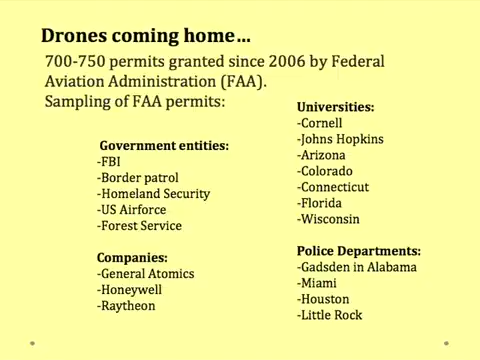 Drones coming home...
700-750 permits granted since 2006 by Federal
Aviation Administration (FAA).
Sampling of FAA permits:
Government entities:
-FBI
-Border patrol
-Homeland Security
-US Airforce
-Forest Service
Companies:
-General Atomics
-Honeywell
-Raytheon
Universities:
-Cornell
-Johns Hopkins
-Arizona
-Colorado
-Connecticut
-Florida
-Wisconsin
Police Departments:
-Gadsden in Alabama
-Miami
-Houston
-Little Rock